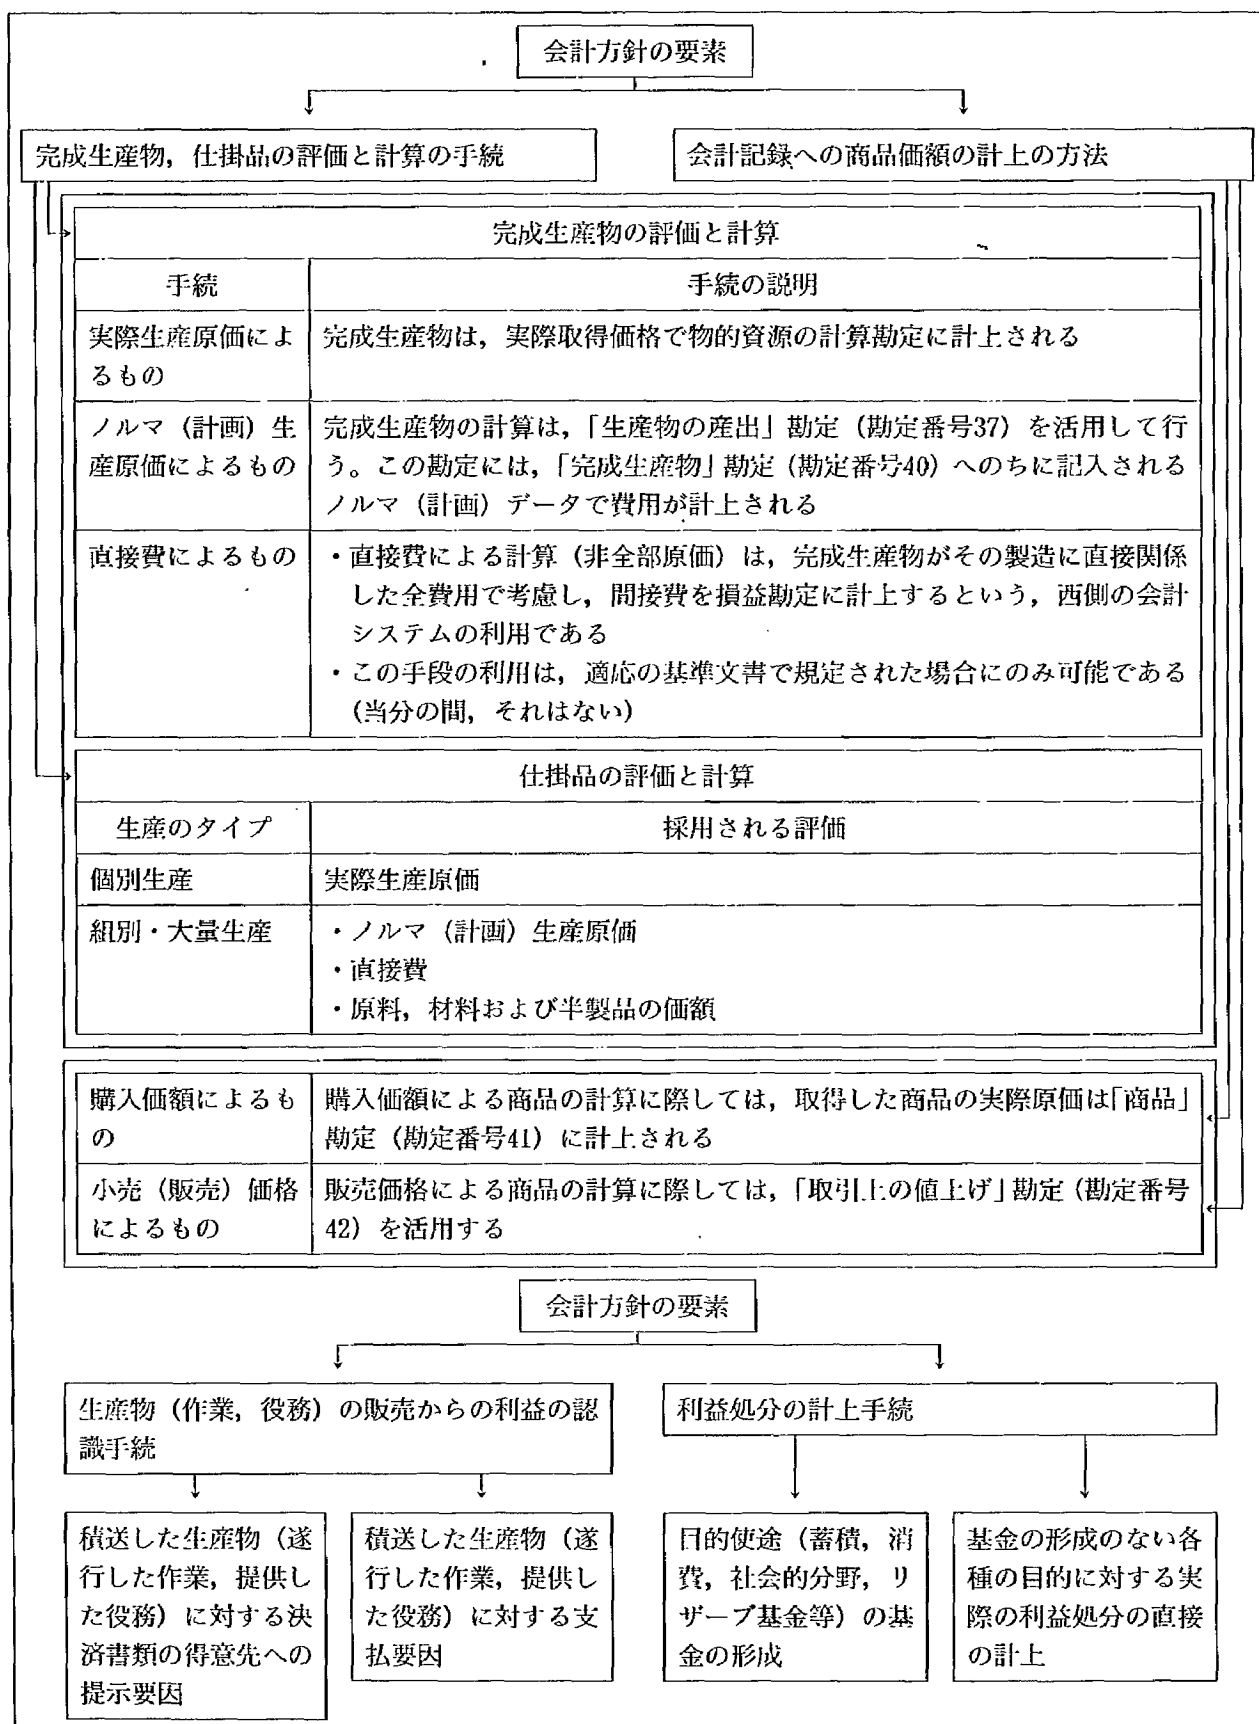 会計方針の要素
完成生産物，仕掛品の評価と計算の手続
会計記録への商品価額の計上の方法
完成生産物の評価と計算
手続
手続の説明
実際生産原価によ
るもの
完成生産物は，実際取得価格で物的資源の計算勘定に計上される
ノルマ（計画）生
産原価によるもの
完成生産物の計算は，「生産物の産出」勘定（勘定番号37）を活用して行
う。この勘定には，「完成生産物」勘定（勘定番号40）へのちに記入される
ノルマ（計画）データで費用が計上される
直接費によるもの
・直接費による計算（非全部原価）は，完成生産物がその製造に直接関係
した全費用で考慮し，間接費を損益勘定に計上するという，西側の会計
システムの利用である
・この手段の利用は，適応の基準文書で規定された場合にのみ可能である
（当分の間，それはない）
仕掛品の評価と計算
生産のタイプ
採用される評価
個別生産
実際生産原価
組別・大量生産
・ノルマ（計画）生産原価
・直接費
・原料，材料および半製品の価額
購入価額によるも
の
購入価額による商品の計算に際しては，取得した商品の実際原価は「商品」
勘定（勘定番号41）に計上される
小売（販売）価格
によるもの
販売価格による商品の計算に際しては，「取引上の値上げ」勘定（勘定番号
42）を活用する
会計方針の要素
生産物（作業，役務）の販売からの利益の認
識手続
利益処分の計上手続
積送した生産物（遂
行した作業，提供し
た役務）に対する決
済書類の得意先への
提示要因
積送した生産物（遂
行した作業，提供し
た役務）に対する支
払要因
目的使途（蓄積，消
費，社会的分野，リ
ザーブ基金等）の基
金の形成
基金の形成のない各
種の目的に対する実
際の利益処分の直接
の計上